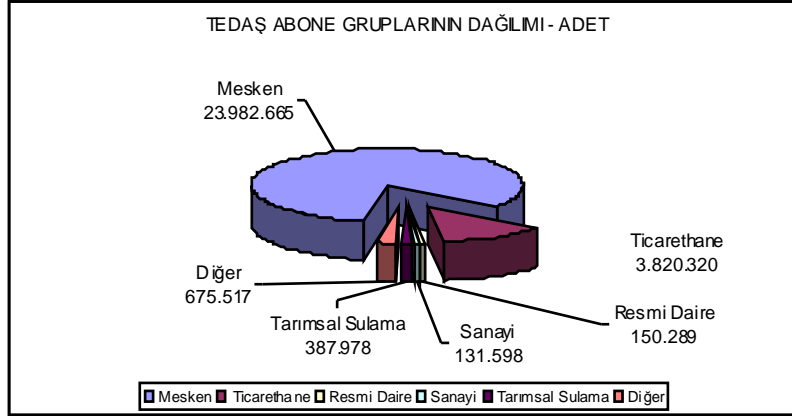 TEDAŞ ABONE GRUPLARININ DAĞILIMI - ADET
Mesken
23.982.665
Ticarethane
3.820.320
Diğer
675.517
Resmi Daire
150.289
Tarımsal Sulama
387.978
Sanayi
131.598
Mesken Ticarethane Resmi Daire Sanayi Tarımsal Sulama Diğer